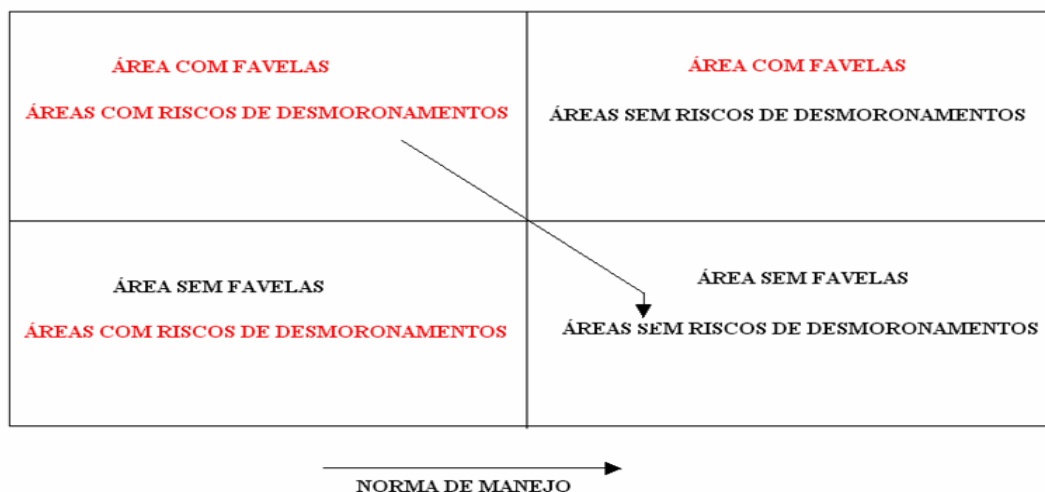 ÁREA COM FAVELAS
ÁREAS COM RISCOS DE DESMORONAMENTOS
ÁREA COM FAVELAS
ÁREAS SEM RISCOS DE DESMORONAMENTOS
ÁREA SEM FAVELAS
ÁREAS COM RISCOS DE DESMORONAMENTOS
ÁREA SEM FAVELAS
ÁREAS SEM RISCOS DE DESMORONAMENTOS
NORMA DE MANEJO